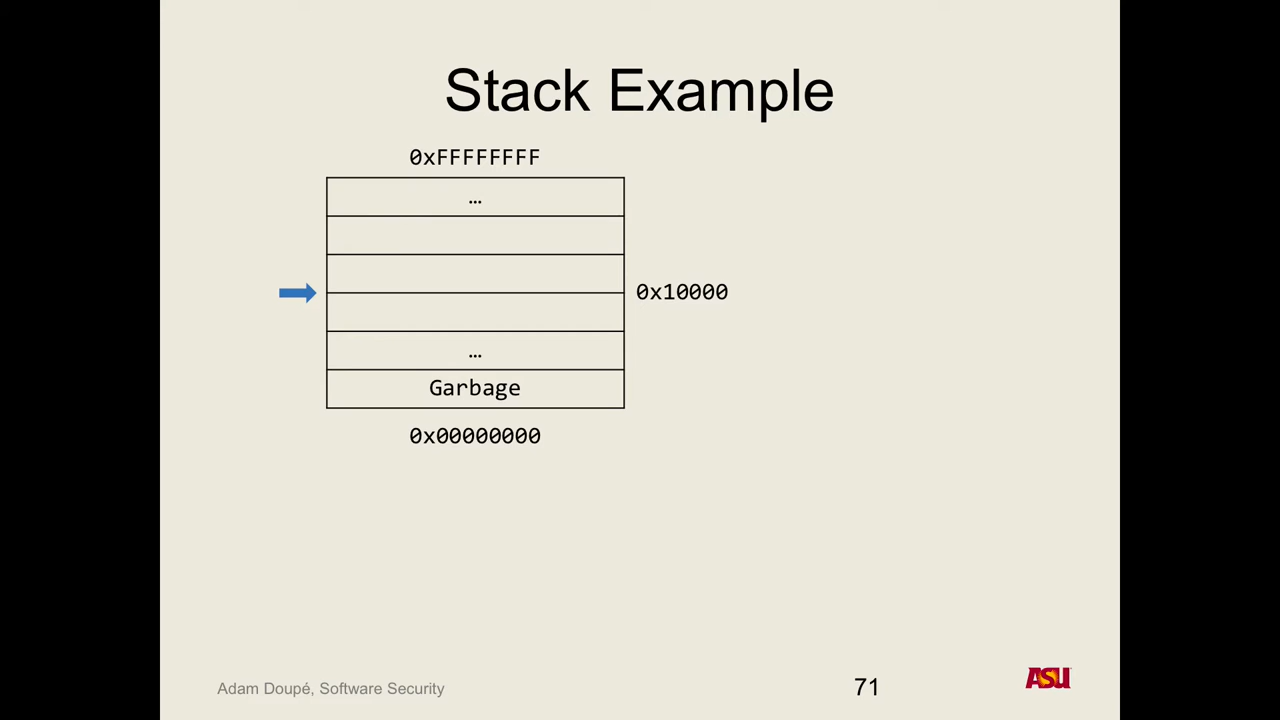 Stack Example
0xFFFFFFFF
…
0x10000
…
Garbage
0x00000000
Adam Doupé, Software Security
71
ASU